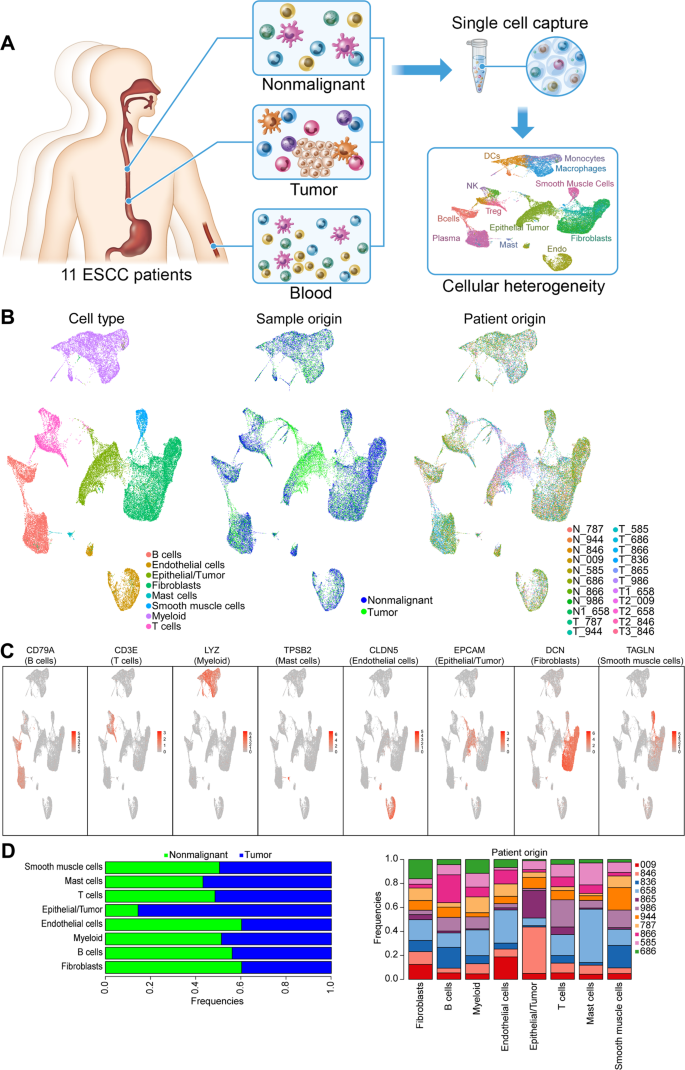 A
Nonmalignant
Tumor
Blood
11 ESCC patients
Single cell capture
DCs
Monocytes
Macrophages
NK
Smooth Muscle Cells
Treg
Bcells
Epithelial Tumor
Plasma
Mast
Fibroblasts
Endo
Cellular heterogeneity
B
Cell type
Sample origin
Patient origin
B cells
Endothelial cells
Epithelial/Tumor
Fibroblasts
Mast cells
Smooth muscle cells
Myeloid
T cells
Nonmalignant
Tumor
N_787
N_944
N_846
N_009
N_585
N_686
N_866
N_986
N1_658
T_787
T_944
T_585
T_686
T_866
T_836
T_865
T_986
T1_658
T2_009
T2_658
T2_846
T3_846
C
CD79A
(B cells)
CD3E
(T cells)
LYZ
(Myeloid)
TPSB2
(Mast cells)
CLDN5
(Endothelial cells)
EPCAM
(Epithelial/Tumor)
DCN
(Fibroblasts)
TAGLN
(Smooth muscle cells)
D
Nonmalignant
Tumor
Smooth muscle cells
Mast cells
T cells
Epithelial/Tumor
Endothelial cells
Myeloid
B cells
Fibroblasts
0.0 0.2 0.4 0.6 0.8 1.0
Frequencies
Patient origin
Frequencies
1.0
0.8
0.6
0.4
0.2
0.0
Fibroblasts
B cells
Myeloid
Endothelial cells
Epithelial/Tumor
T cells
Mast cells
Smooth muscle cells
009
846
836
658
865
986
944
787
866
585
686